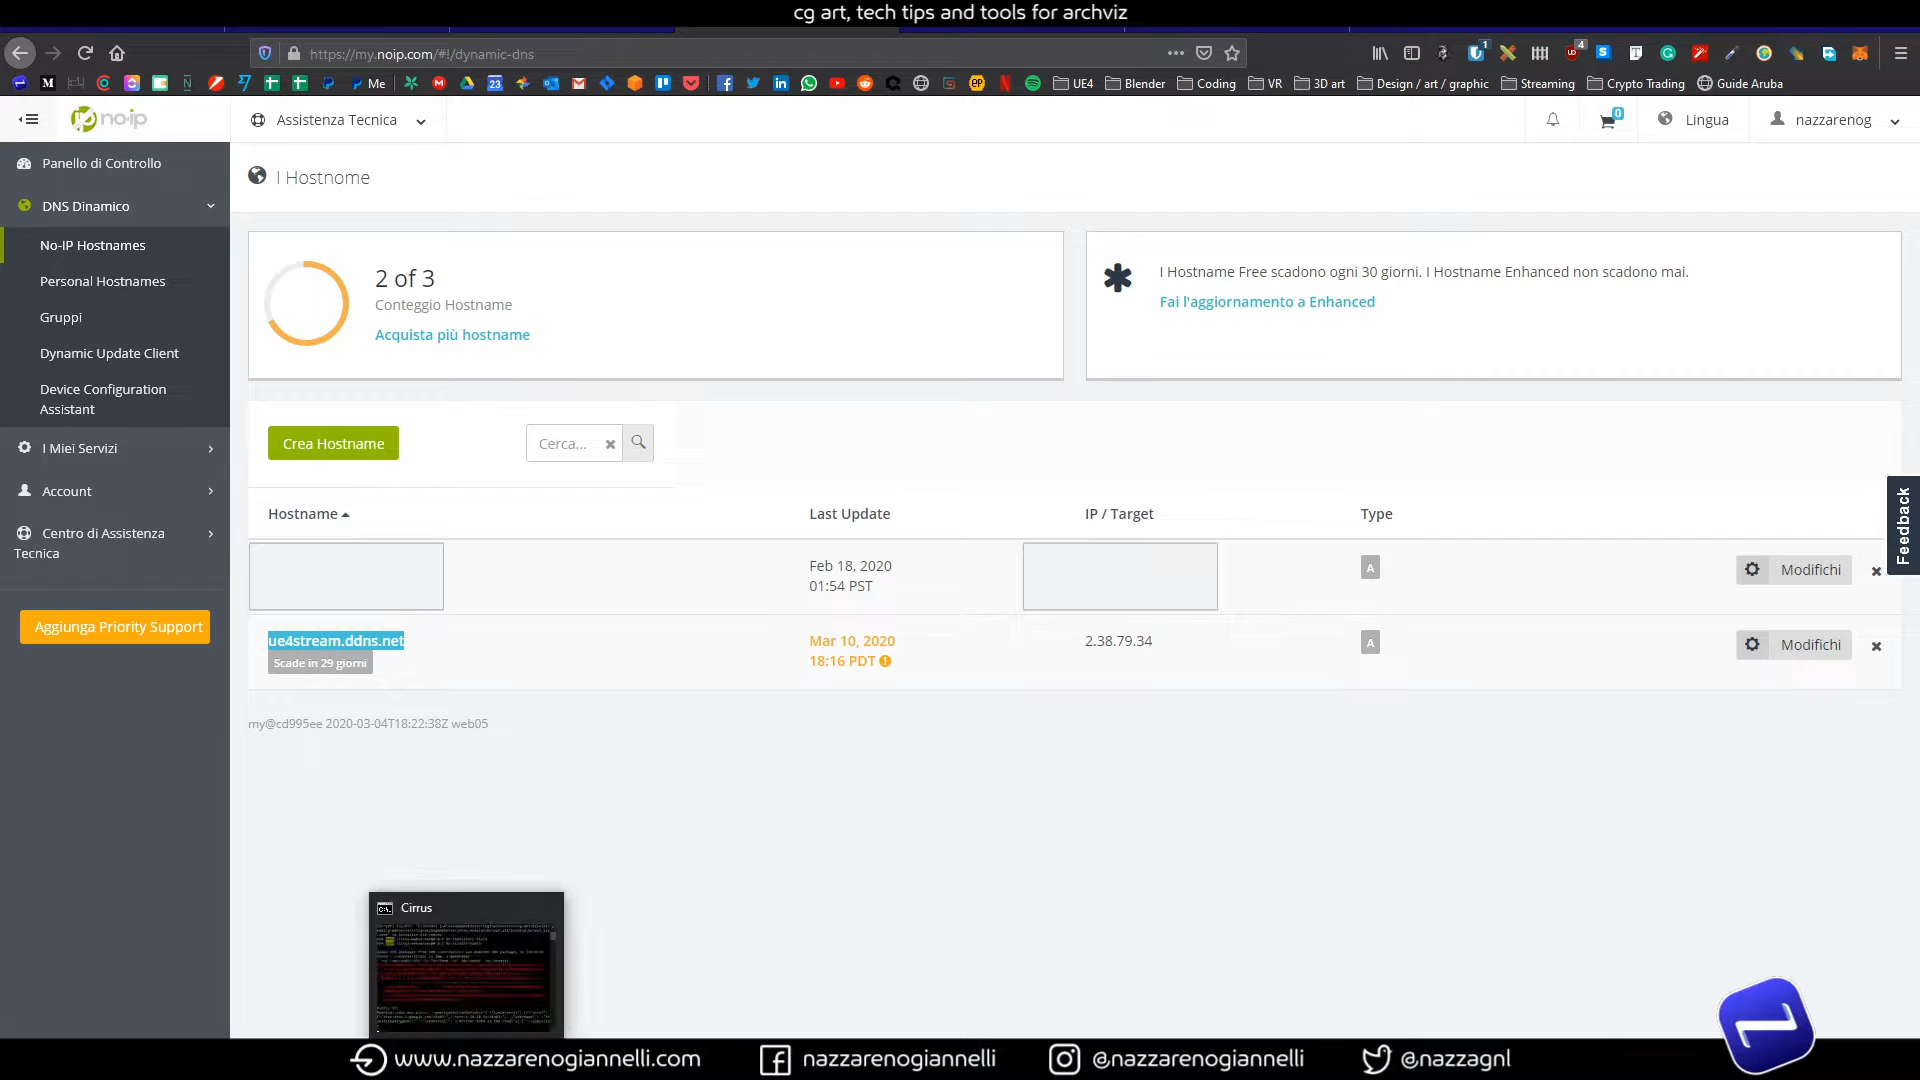 cg art, tech tips and tools for archviz
https://my.noip.com/#!/dynamic-dns
1
4
M
23
Me
UE4
Blender
Coding
VR
3D art
Design / art / graphic
Streaming
Crypto Trading
Guide Aruba
no-ip
Assistenza Tecnica
0
Lingua
nazzarenog
Panello di Controllo
DNS Dinamico
No-IP Hostnames
Personal Hostnames
Gruppi
Dynamic Update Client
Device Configuration
Assistant
I Miei Servizi
Account
Centro di Assistenza
Tecnica
Aggiunga Priority Support
I Hostnome
2 of 3
Conteggio Hostname
Acquista più hostname
I Hostname Free scadono ogni 30 giorni. I Hostname Enhanced non scadono mai.
Fai l'aggiornamento a Enhanced
Crea Hostname
Cerca...
Hostname
Last Update
IP / Target
Type
Feb 18, 2020
01:54 PST
A
Modifichi
ue4stream.ddns.net
Scade in 29 giorni
Mar 10, 2020
18:16 PDT
2.38.79.34
A
Modifichi
my@cd995ee 2020-03-04T18:22:38Z web05
Feedback
Cirrus
www.nazzarenogiannelli.com
nazzarenogiannelli
@nazzarenogiannelli
@nazzagnl